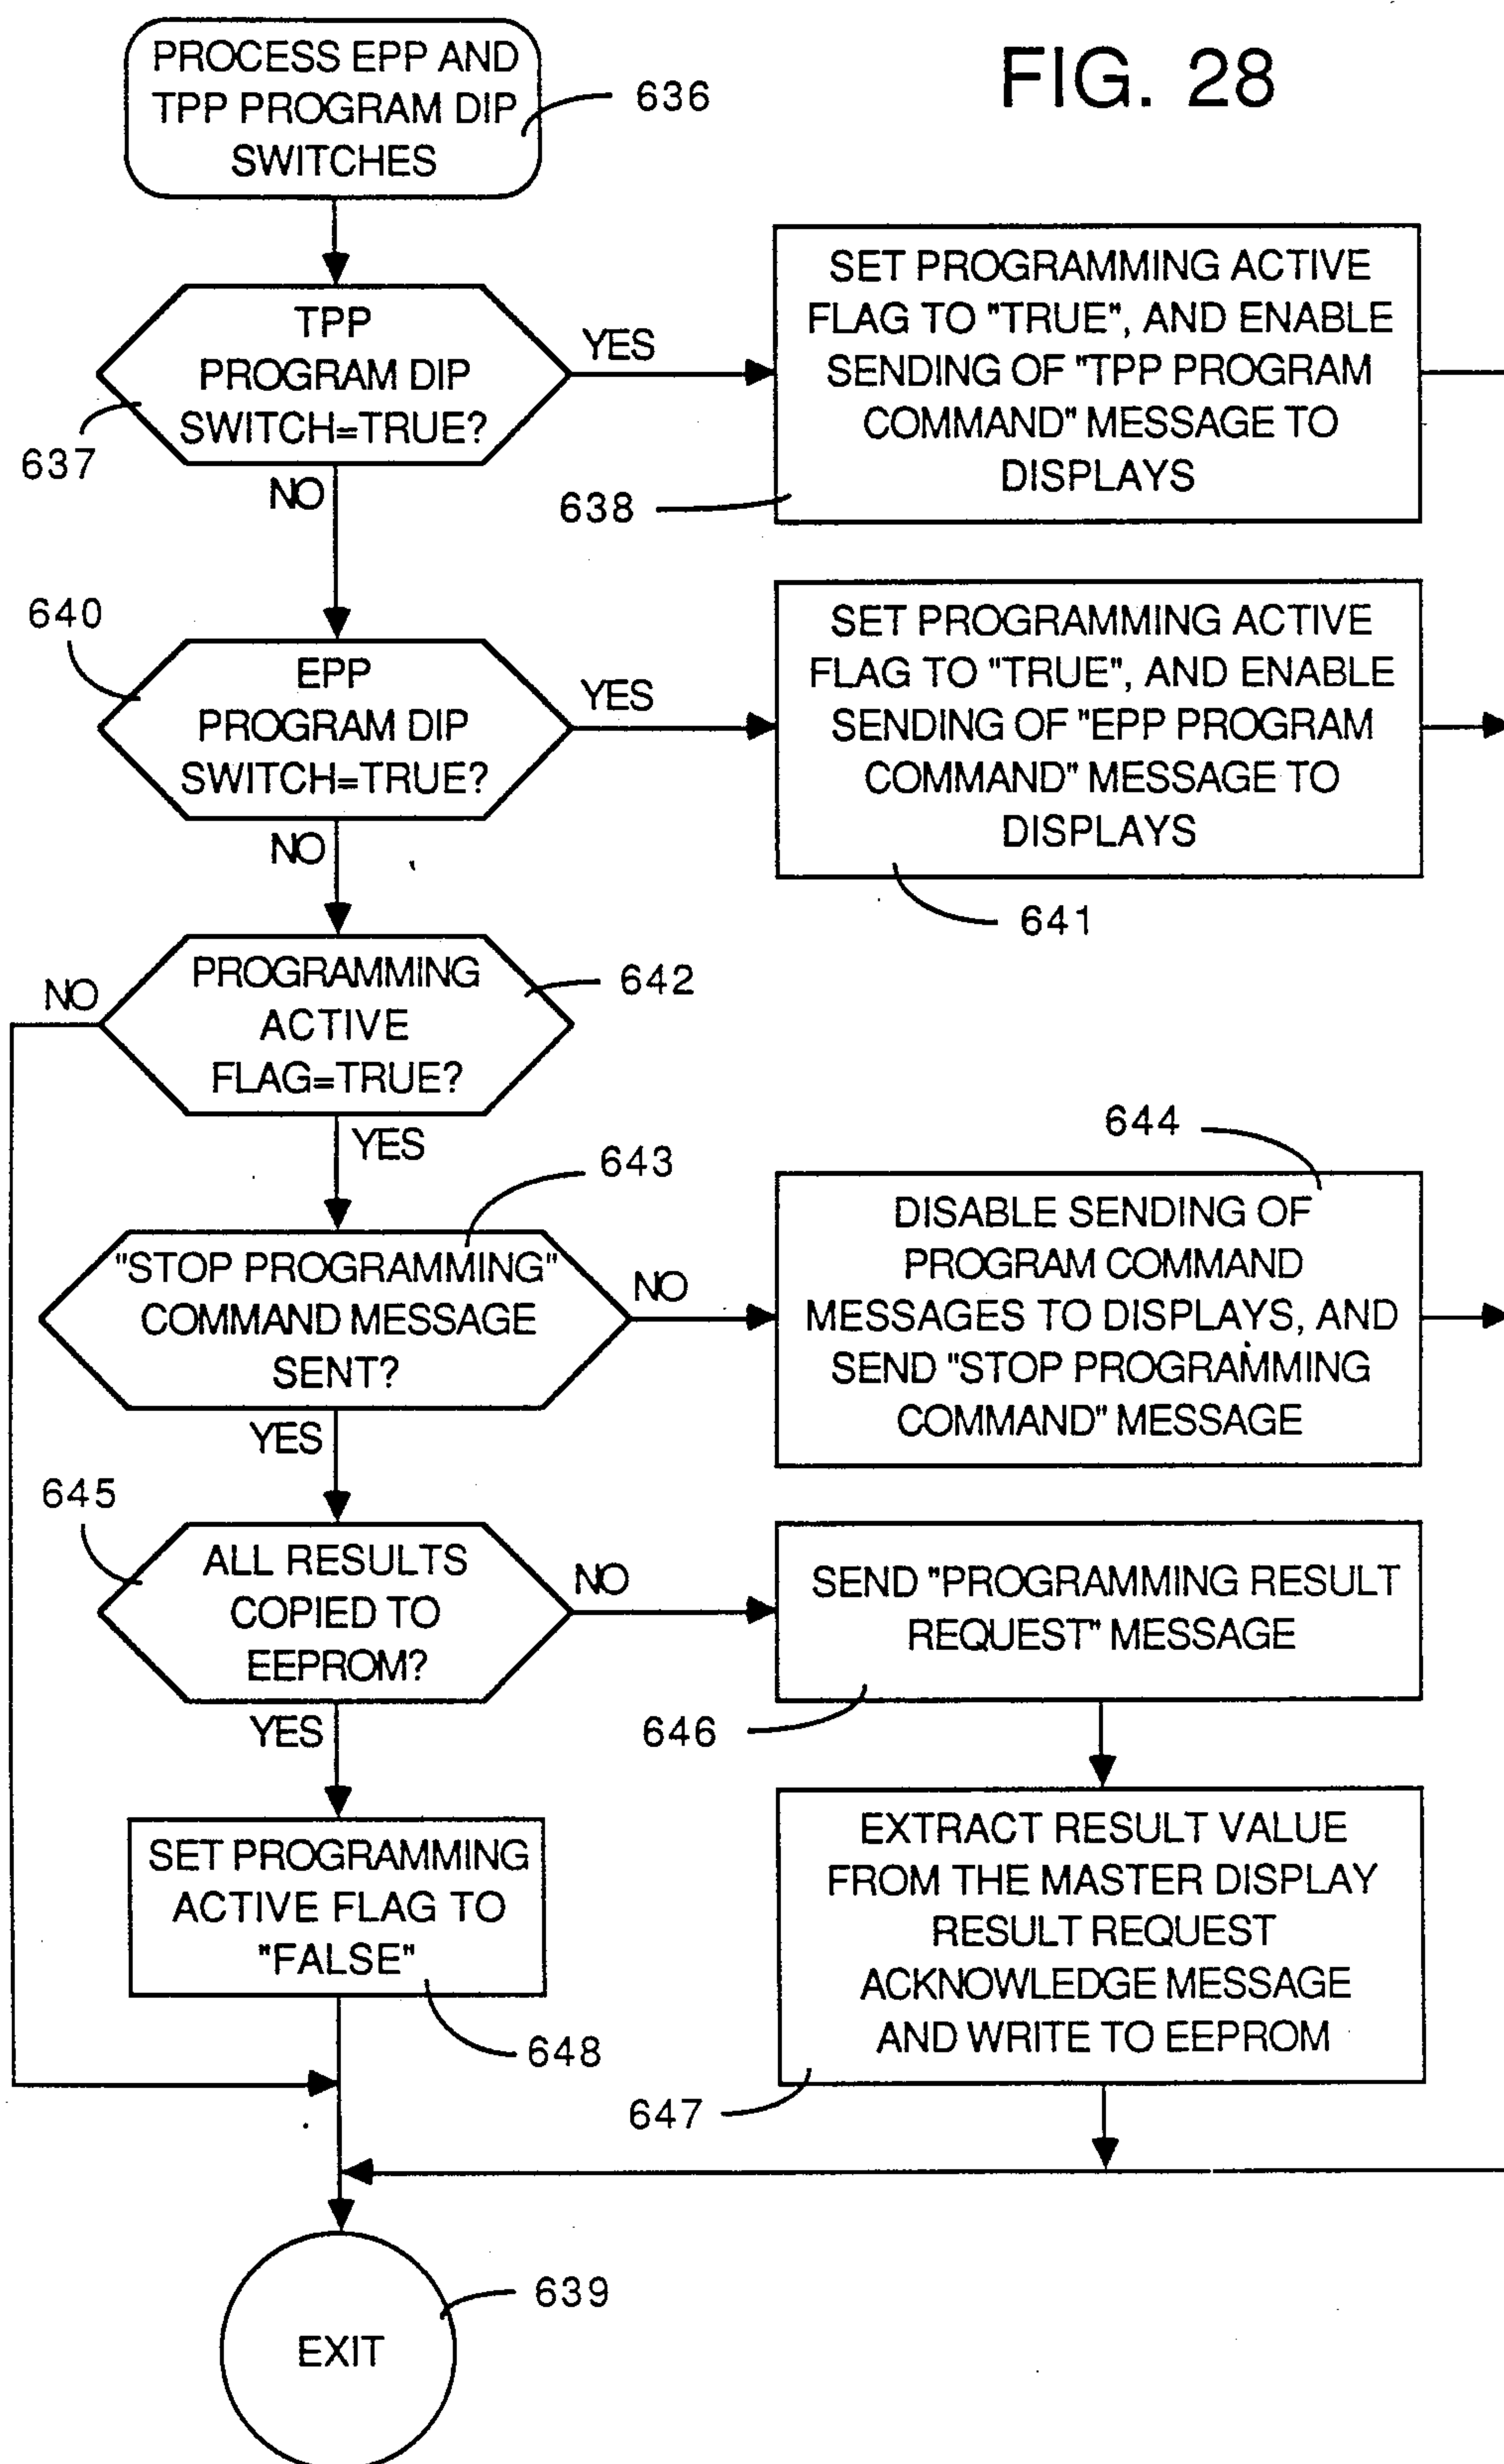 FIG. 28
PROCESS EPP AND
TPP PROGRAM DIP
SWITCHES
636
TPP
PROGRAM DIP
SWITCH=TRUE?
637
YES
NO
SET PROGRAMMING ACTIVE
FLAG TO "TRUE", AND ENABLE
SENDING OF "TPP PROGRAM
COMMAND" MESSAGE TO
DISPLAYS
638
640
EPP
PROGRAM DIP
SWITCH=TRUE?
YES
NO
SET PROGRAMMING ACTIVE
FLAG TO "TRUE", AND ENABLE
SENDING OF "EPP PROGRAM
COMMAND" MESSAGE TO
DISPLAYS
641
PROGRAMMING
ACTIVE
FLAG=TRUE?
642
NO
YES
643
"STOP PROGRAMMING"
COMMAND MESSAGE
SENT?
NO
YES
644
DISABLE SENDING OF
PROGRAM COMMAND
MESSAGES TO DISPLAYS, AND
SEND "STOP PROGRAMMING
COMMAND" MESSAGE
645
ALL RESULTS
COPIED TO
EEPROM?
NO
YES
SEND "PROGRAMMING RESULT
REQUEST" MESSAGE
646
SET PROGRAMMING
ACTIVE FLAG TO
"FALSE"
648
EXTRACT RESULT VALUE
FROM THE MASTER DISPLAY
RESULT REQUEST
ACKNOWLEDGE MESSAGE
AND WRITE TO EEPROM
647
639
EXIT